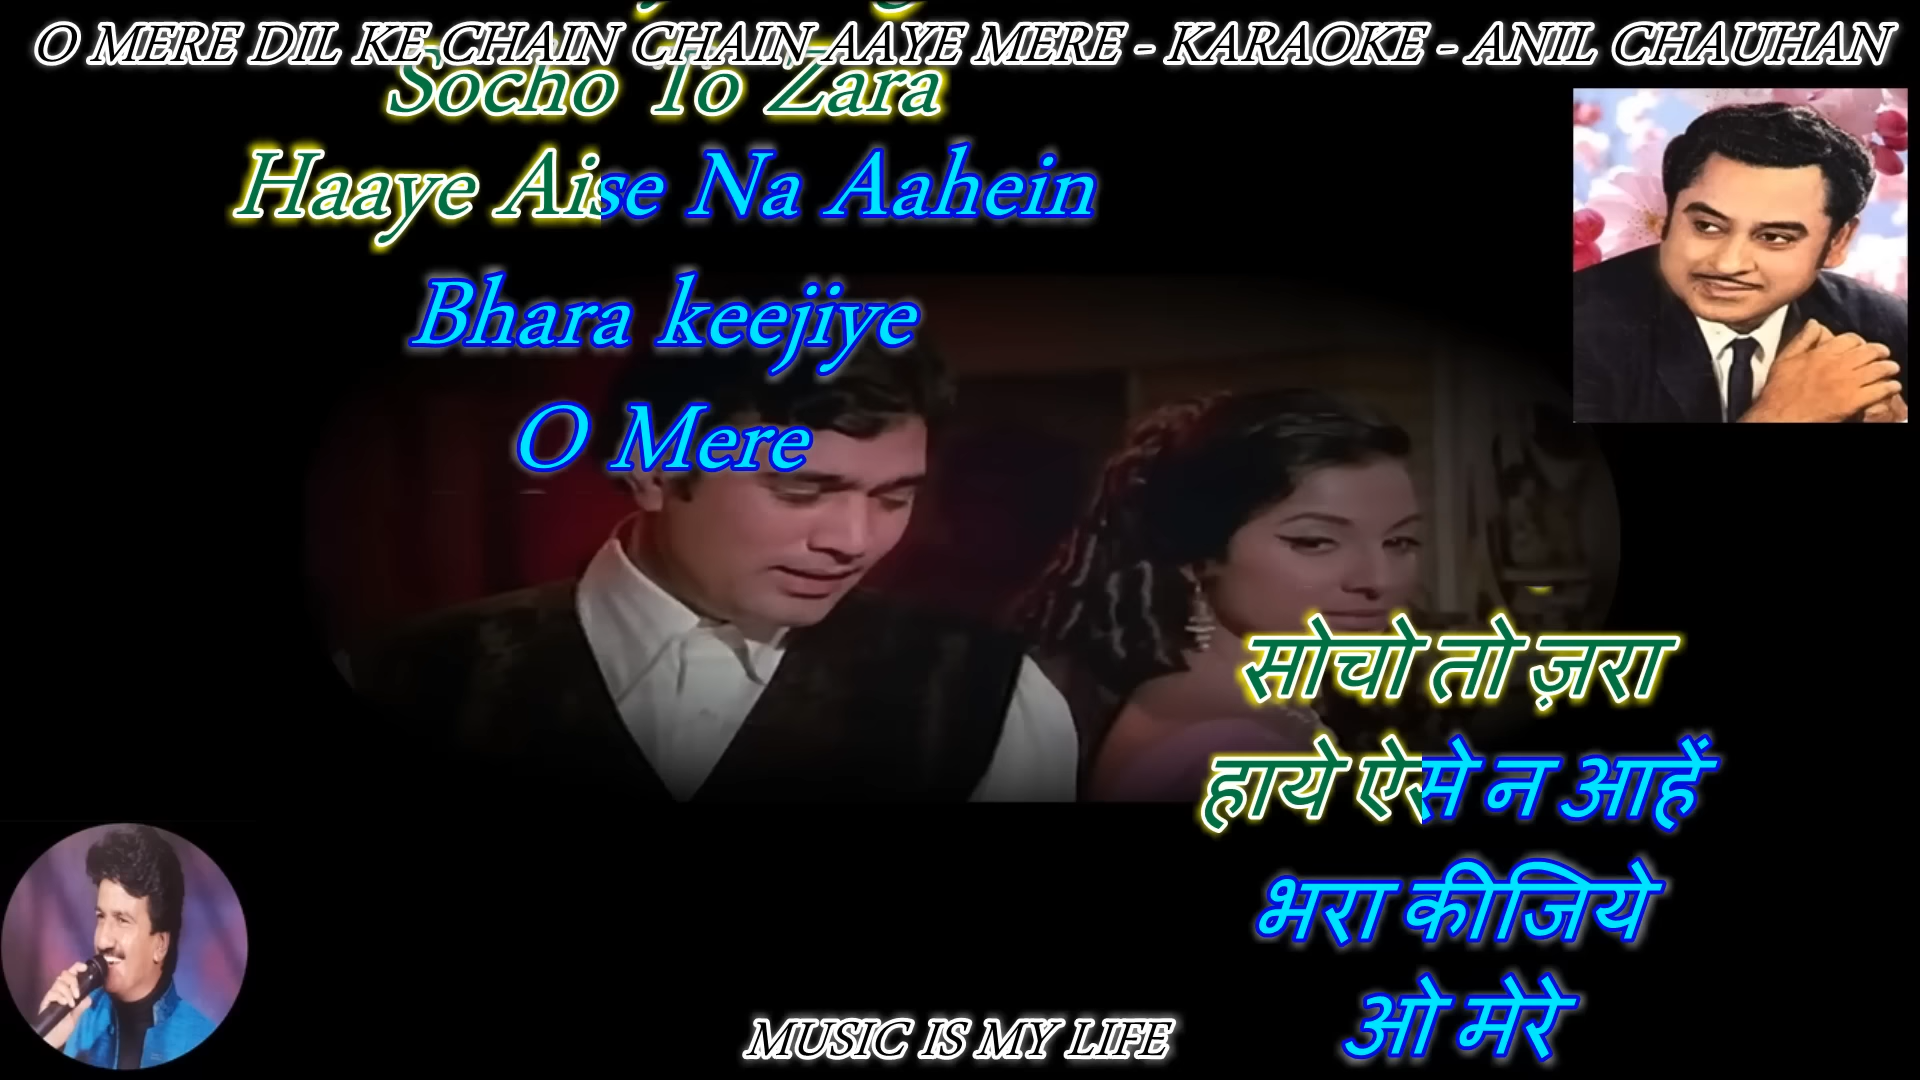 O MERE DIL KE CHAIN CHAIN AAYE MERE - KARAOKE - ANIL CHAUHAN
Socho To Zara
Haaye Aise Na Aahein
Bhara keejiye
O Mere
सोचो तो ज़रा
हाये ऐसे न आहें
भरा कीजिये
ओ मेरे
MUSIC IS MY LIFE